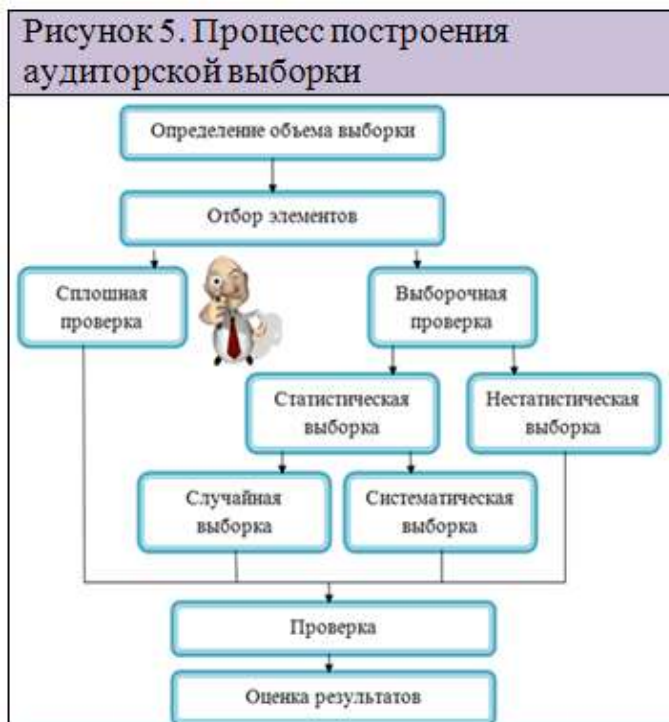 Рисунок 5. Процесс построения
аудиторской выборки
Определение объема выборки
Отбор элементов
Сплошная
проверка
Выборочная
проверка
Статистическая
выборка
Нестатистическая
выборка
Случайная
выборка
Систематическая
выборка
Проверка
Оценка результатов